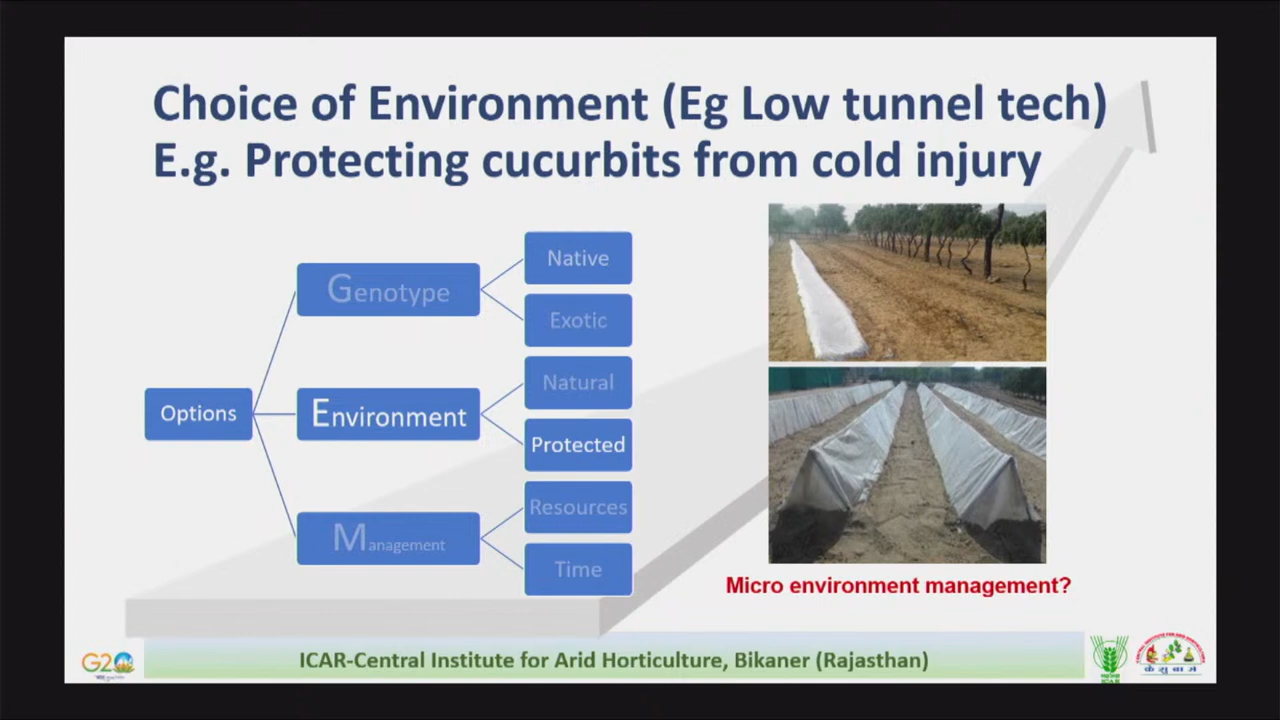 Choice of Environment (Eg Low tunnel tech)
E.g. Protecting cucurbits from cold injury
Options
Genotype
Environment
Management
Native
Exotic
Natural
Protected
Resources
Time
Micro environment management?
G20
ICAR-Central Institute for Arid Horticulture, Bikaner (Rajasthan)
ICAR